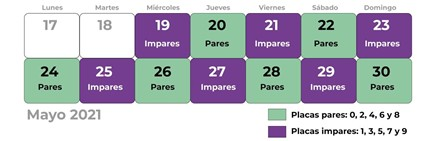 Lunes Martes Miércoles Jueves Viernes Sábado Domingo
17 18 19 20 21 22 23
Impares Pares Impares Pares Impares
24 25 26 27 28 29 30
Pares Impares Pares Impares Pares Impares Pares
Mayo 2021
Placas pares: 0, 2, 4, 6 y 8
Placas impares: 1, 3, 5, 7 y 9